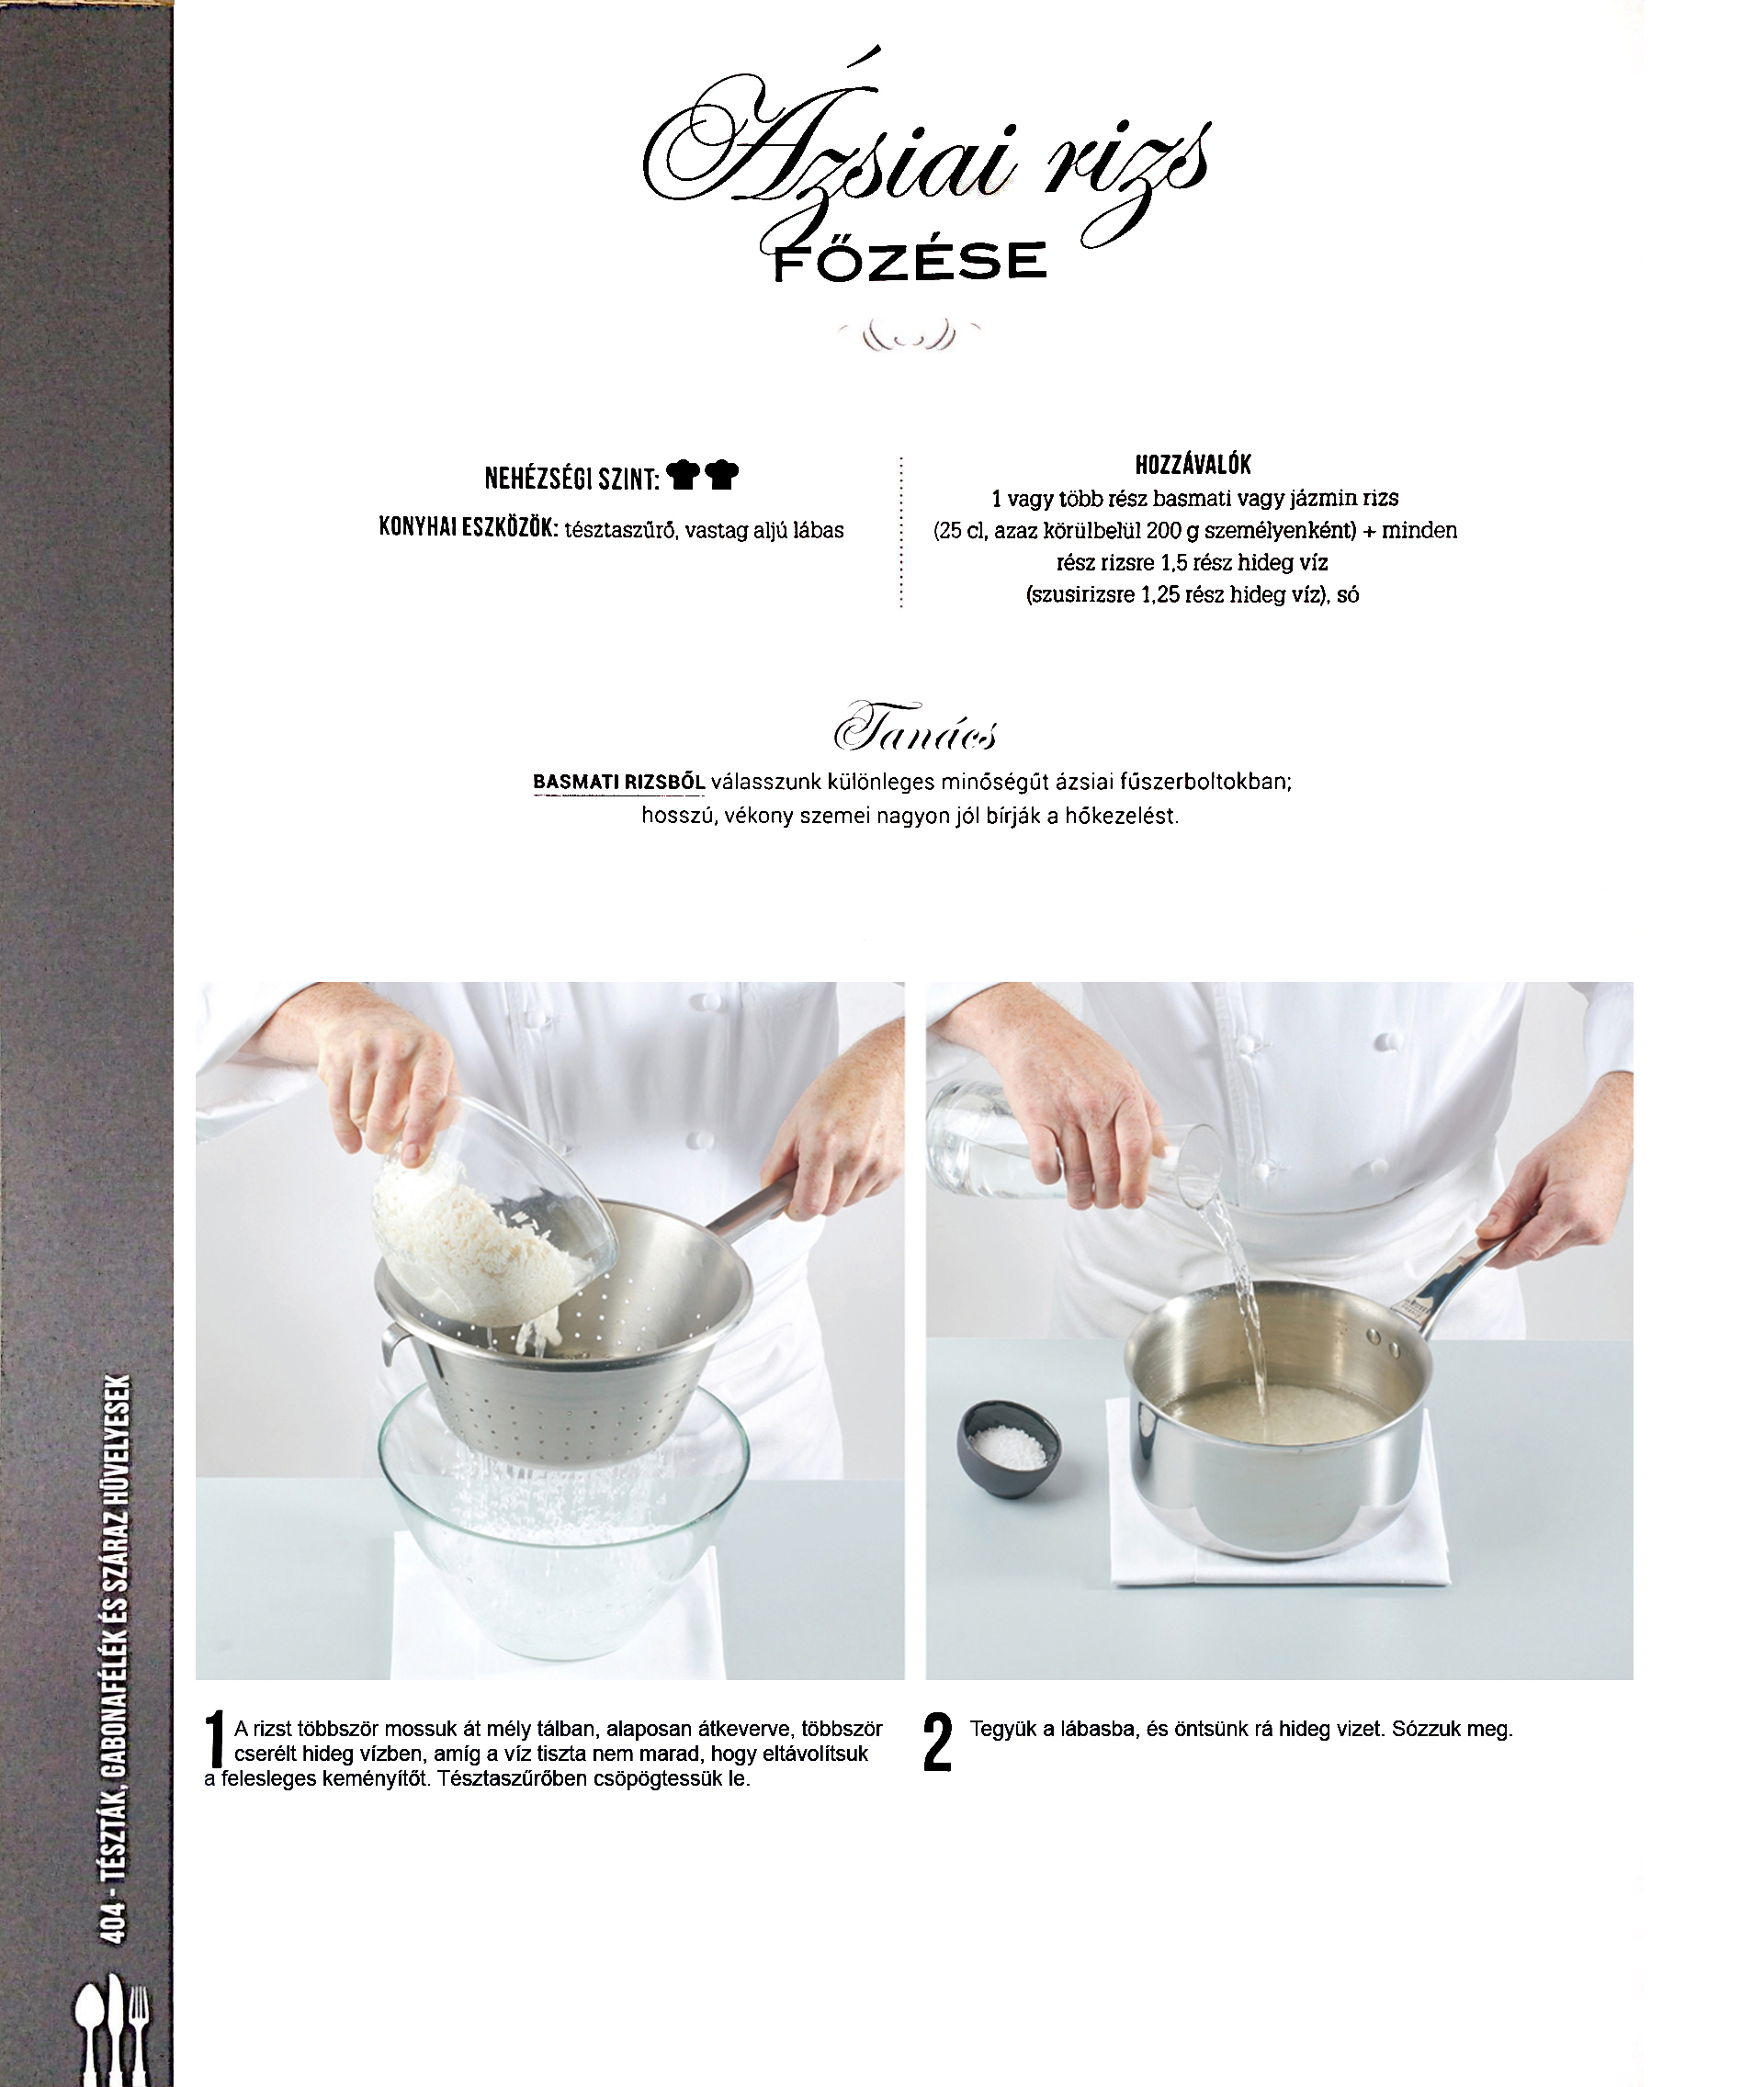 Ázsiai rizs
FŐZÉSE
NEHÉZSÉGI SZINT:
KONYHAI ESZKÖZÖK: tésztaszűrő, vastag aljú lábas
HOZZÁVALÓK
1 vagy több rész basmati vagy jázmin rizs
(25 cl, azaz körülbelül 200 g személyenként) + minden
rész rizsre 1,5 rész hideg víz
(szusirizsre 1,25 rész hideg víz), só
Tanács
BASMATI RIZSBŐL válasszunk különleges minőségűt ázsiai fűszerboltokban;
hosszú, vékony szemei nagyon jól bírják a hőkezelést.
1 A rizst többször mossuk át mély tálban, alaposan átkeverve, többször
cserélt hideg vízben, amíg a víz tiszta nem marad, hogy eltávolítsuk
a felesleges keményítőt. Tésztaszűrőben csöpögtessük le.
2 Tegyük a lábasba, és öntsünk rá hideg vizet. Sózzuk meg.
404 - TÉSZTÁK, GABONAFÉLÉK ÉS SZÁRAZ HÜVELYESEK